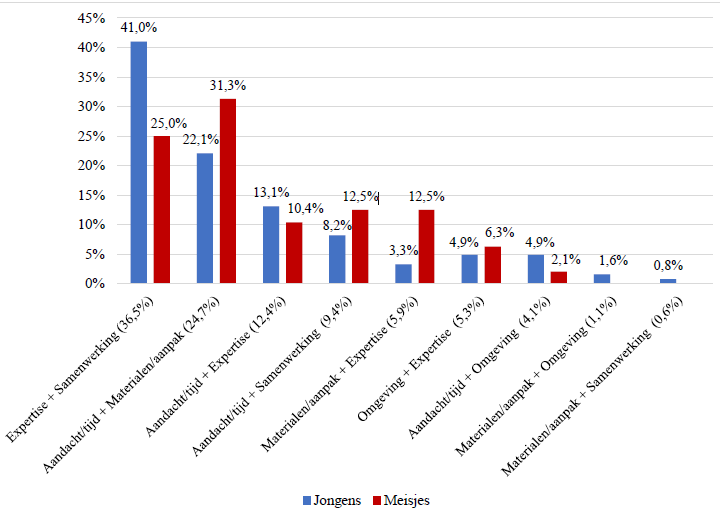 45%
40%
35%
30%
25%
20%
15%
10%
5%
0%
41,0%
25,0%
22,1%
31,3%
13,1%
10,4%
8,2%
12,5%
3,3%
12,5%
4,9%
6,3%
4,9%
2,1%
1,6%
0,8%
Expertise + Samenwerking (36,5%)
Aandacht/tijd + Materialen/aanpak (24,7%)
Aandacht/tijd + Expertise (12,4%)
Aandacht/tijd + Samenwerking (9,4%)
Materialen/aanpak + Expertise (5,9%)
Omgeving + Expertise (5,3%)
Aandacht/tijd + Omgeving (4,1%)
Materialen/aanpak + Omgeving (1,1%)
Materialen/aanpak + Samenwerking (0,6%)
Jongens Meisjes